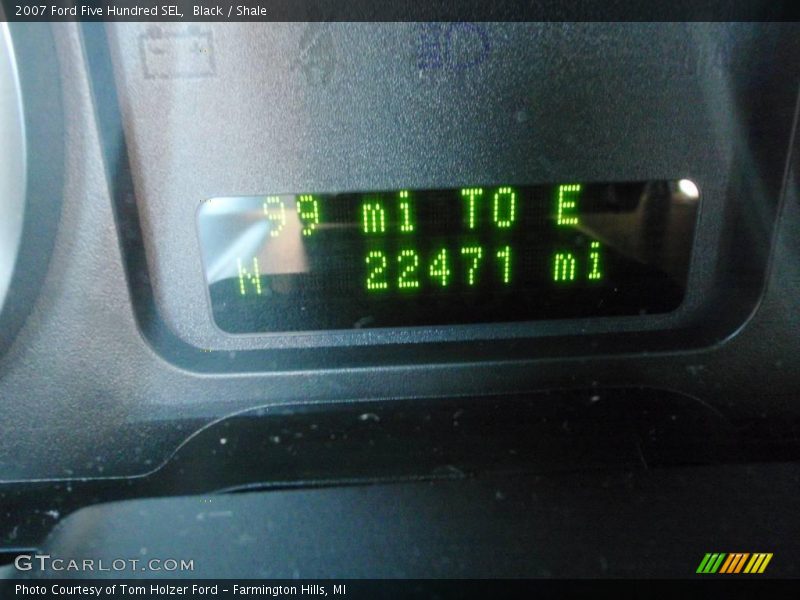 2007 Ford Five Hundred SEL,  Black / Shale
99 mi TO E
N 22471 mi
GTCARLOT.COM
Photo Courtesy of Tom Holzer Ford – Farmington Hills, MI